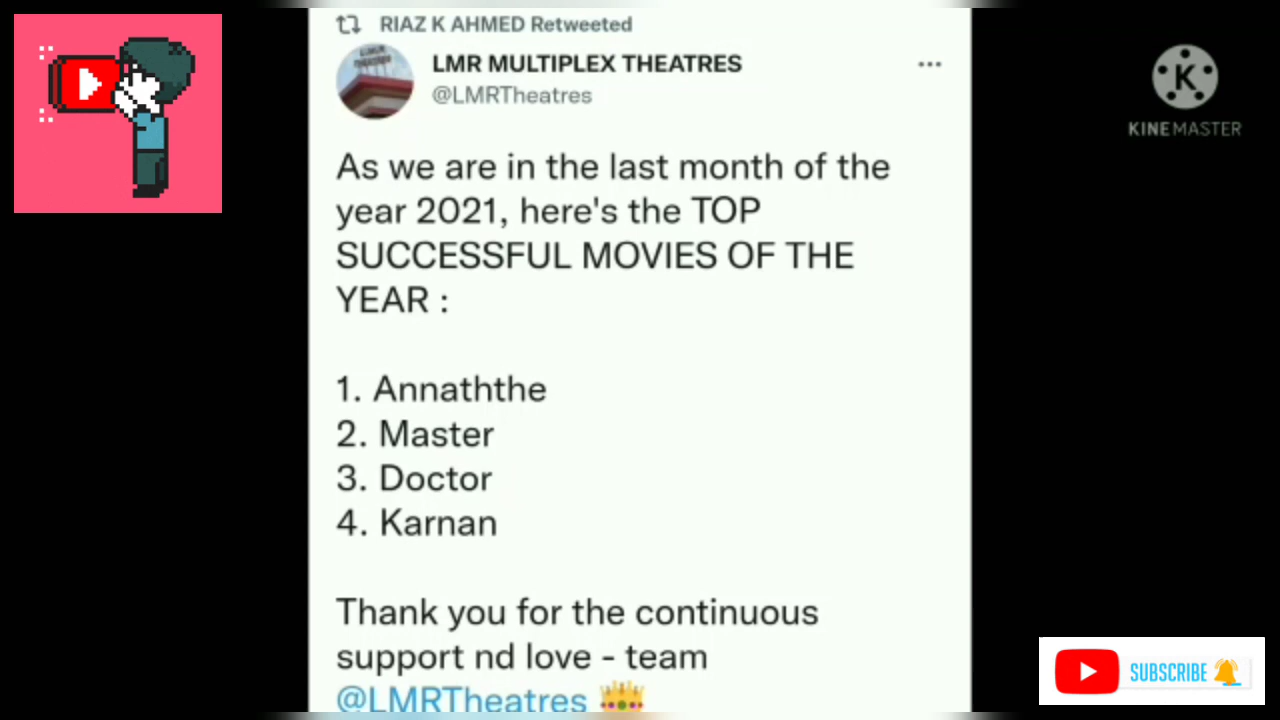 RIAZ K AHMED Retweeted
LMR MULTIPLEX THEATRES
@LMRTheatres
As we are in the last month of the
year 2021, here's the TOP
SUCCESSFUL MOVIES OF THE
YEAR :
1. Annaththe
2. Master
3. Doctor
4. Karnan
Thank you for the continuous
support nd love - team
@LMRTheatres
K
KINEMASTER
SUBSCRIBE